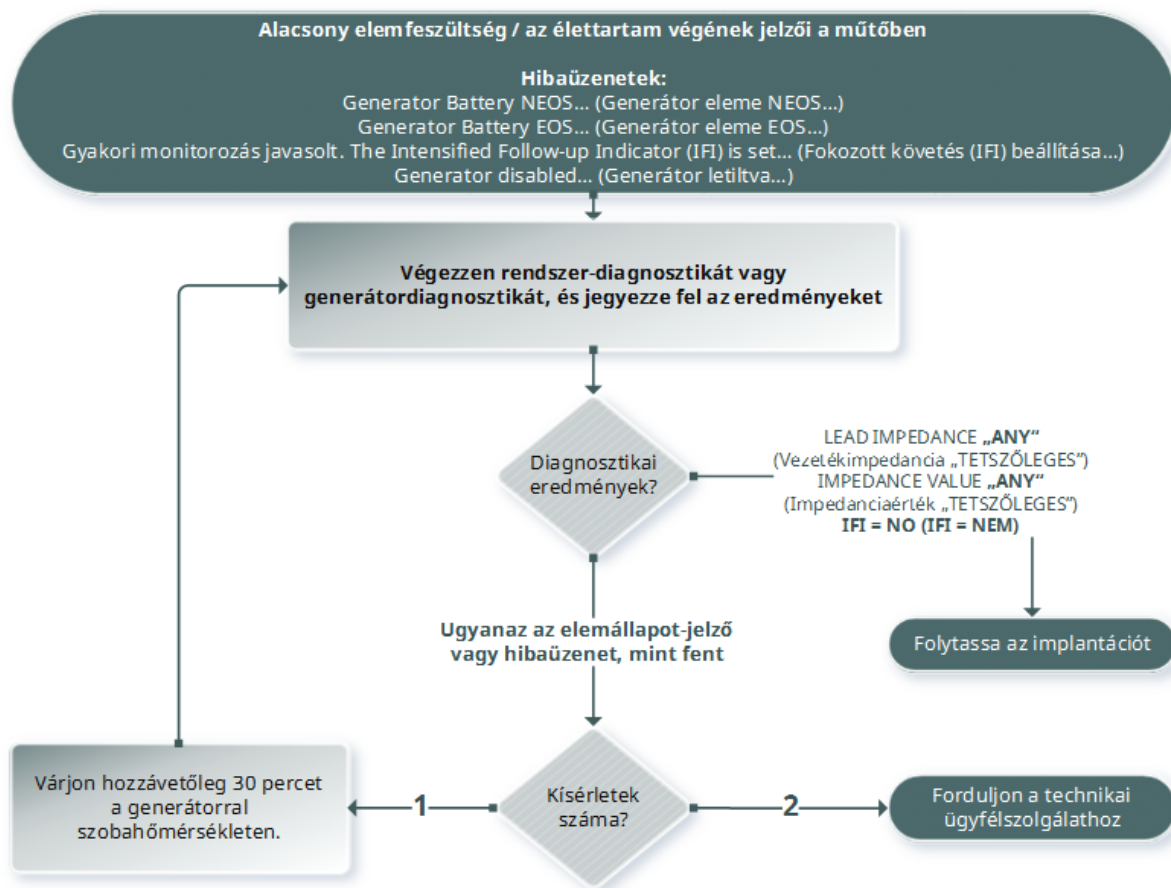 Alacsony elemfeszültség / az élettartam végének jelzői a műtőben
Hibaüzenetek:
Generator Battery NEOS... (Generátor eleme NEOS...)
Generator Battery EOS... (Generátor eleme EOS...)
Gyakori monitorozás javasolt. The Intensified Follow-up Indicator (IFI) is set... (Fokozott követés (IFI) beállítása...)
Generator disabled... (Generátor letiltva...)
Végezzen rendszer-diagnosztikát vagy
generátordiagnosztikát, és jegyezze fel az eredményeket
Diagnosztikai
eredmények?
LEAD IMPEDANCE „ANY“
(Vezetékimpedancia „TETSZŐLEGES”)
IMPEDANCE VALUE „ANY“
(Impedanciaérték „TETSZŐLEGES”)
IFI = NO (IFI = NEM)
Folytassa az implantációt
Ugyanaz az elemállapot-jelző
vagy hibaüzenet, mint fent
Várjon hozzávetőleg 30 percet
a generátorral
szobahőmérsékleten.
1
Kísérletek
száma?
2
Forduljon a technikai
ügyfélszolgálathoz